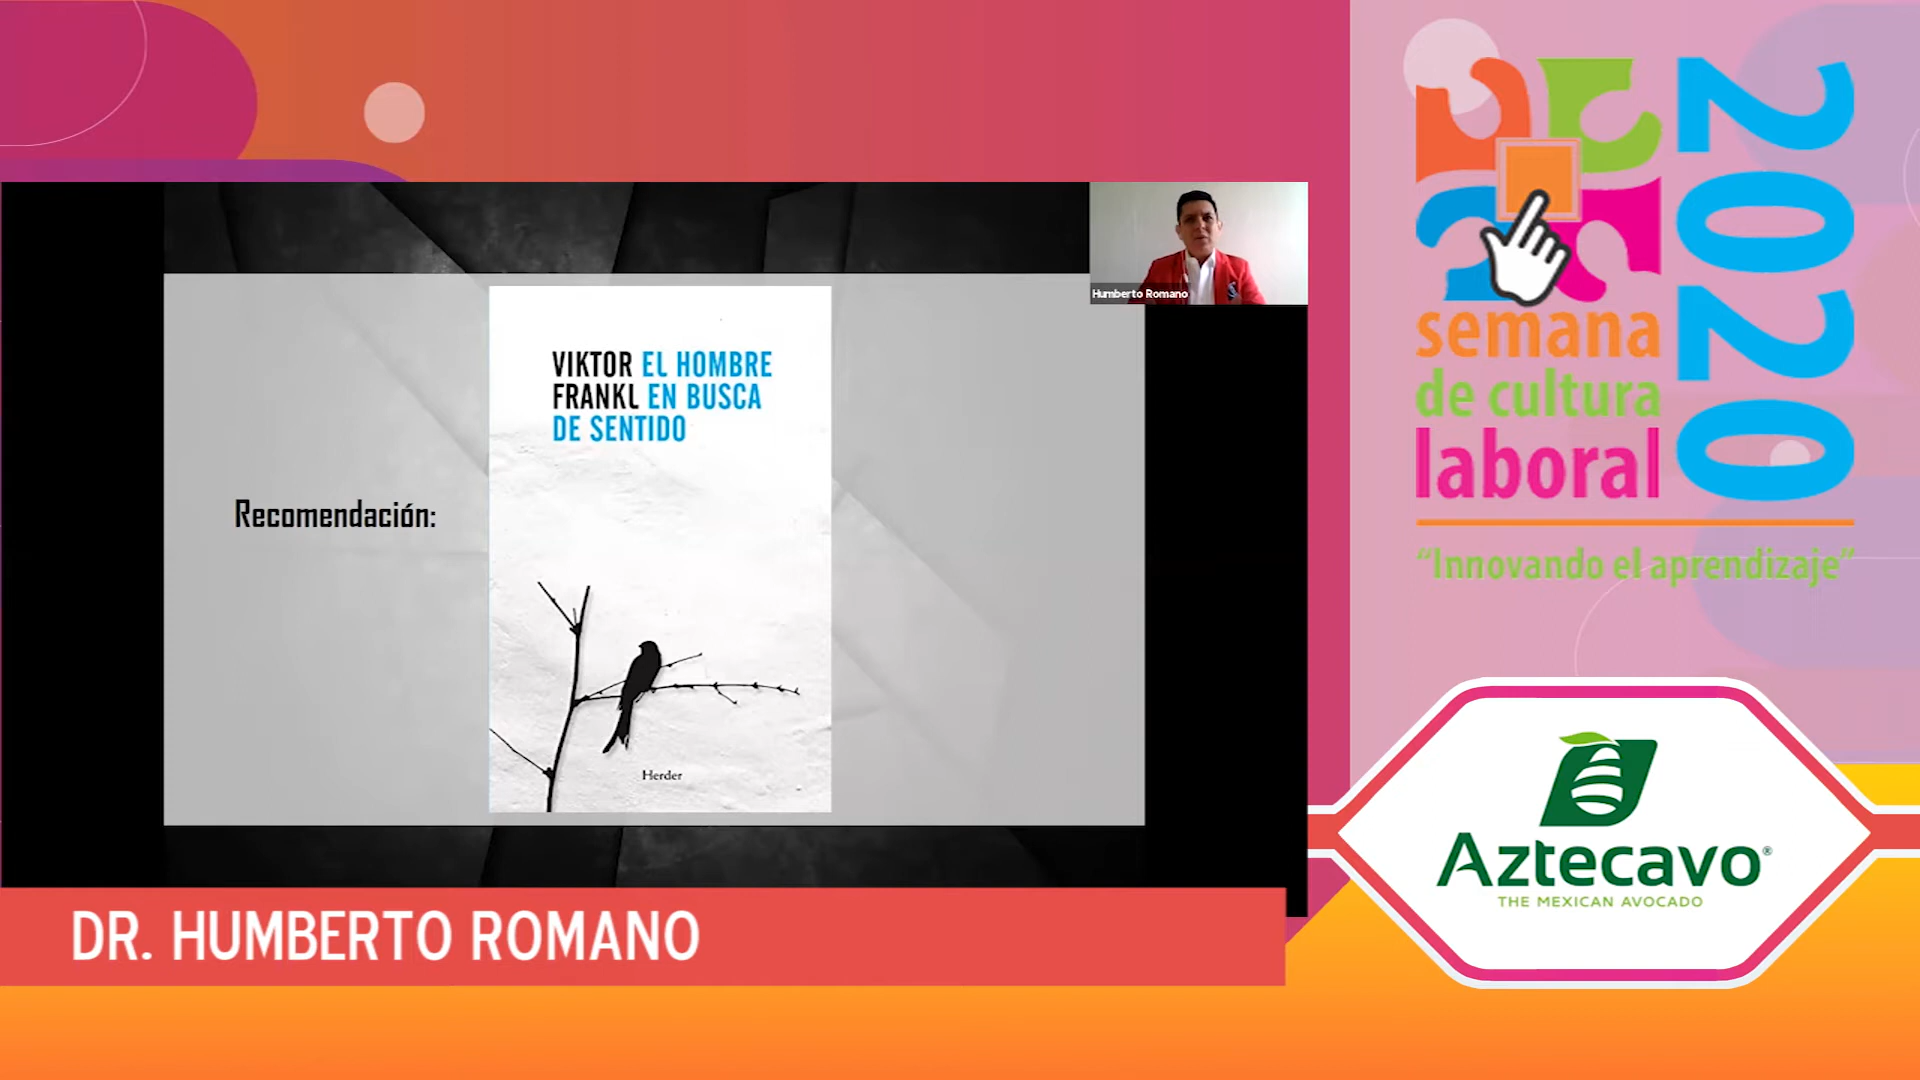 Humberto Romano
VIKTOR EL HOMBRE
FRANKL EN BUSCA
DE SENTIDO
Recomendación:
Herder
DR. HUMBERTO ROMANO
semana
de cultura
laboral
2020
“Innovando el aprendizaje”
Aztecavo®
THE MEXICAN AVOCADO